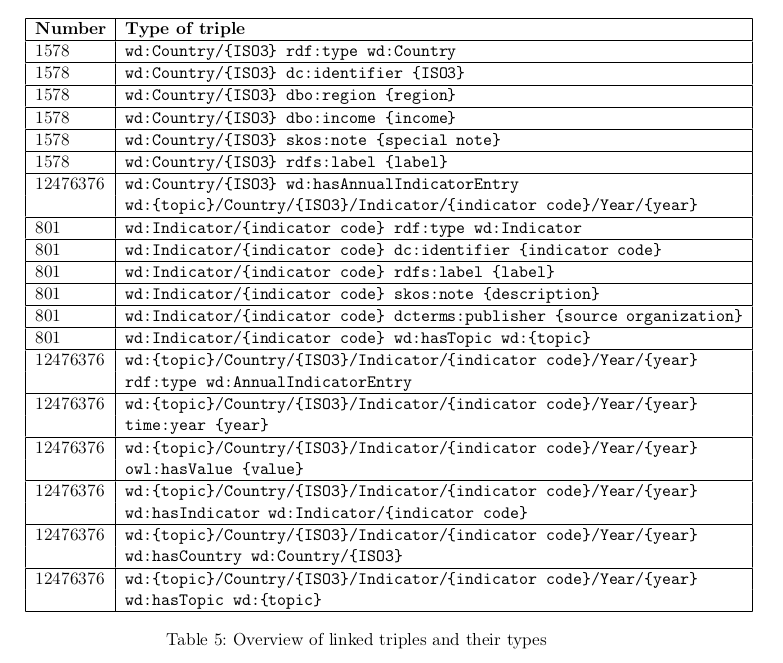 Number Type of triple
1578 wd:Country/{ISO3} rdf:type wd:Country
1578 wd:Country/{ISO3} dc:identifier {ISO3}
1578 wd:Country/{ISO3} dbo:region {region}
1578 wd:Country/{ISO3} dbo:income {income}
1578 wd:Country/{ISO3} skos:note {special note}
1578 wd:Country/{ISO3} rdfs:label {label}
12476376 wd:Country/{ISO3} wd:hasAnnualIndicatorEntry
wd:{topic}/Country/{ISO3}/Indicator/{indicator code}/Year/{year}
801 wd:Indicator/{indicator code} rdf:type wd:Indicator
801 wd:Indicator/{indicator code} dc:identifier {indicator code}
801 wd:Indicator/{indicator code} rdfs:label {label}
801 wd:Indicator/{indicator code} skos:note {description}
801 wd:Indicator/{indicator code} dcterms:publisher {source organization}
801 wd:Indicator/{indicator code} wd:hasTopic wd:{topic}
12476376 wd:{topic}/Country/{ISO3}/Indicator/{indicator code}/Year/{year}
rdf:type wd:AnnualIndicatorEntry
12476376 wd:{topic}/Country/{ISO3}/Indicator/{indicator code}/Year/{year}
time:year {year}
12476376 wd:{topic}/Country/{ISO3}/Indicator/{indicator code}/Year/{year}
owl:hasValue {value}
12476376 wd:{topic}/Country/{ISO3}/Indicator/{indicator code}/Year/{year}
wd:hasIndicator wd:Indicator/{indicator code}
12476376 wd:{topic}/Country/{ISO3}/Indicator/{indicator code}/Year/{year}
wd:hasCountry wd:Country/{ISO3}
12476376 wd:{topic}/Country/{ISO3}/Indicator/{indicator code}/Year/{year}
wd:hasTopic wd:{topic}
Table 5: Overview of linked triples and their types